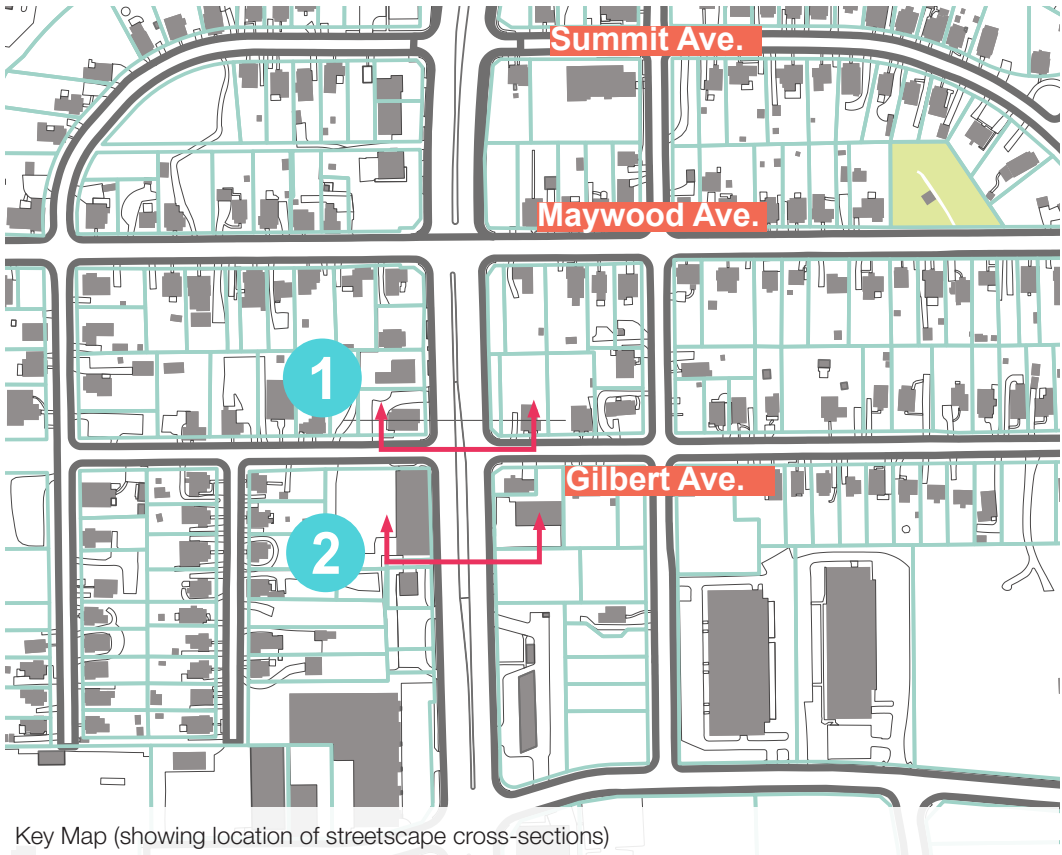 Summit Ave.
Maywood Ave.
1
Gilbert Ave.
2
Key Map (showing location of streetscape cross-sections)